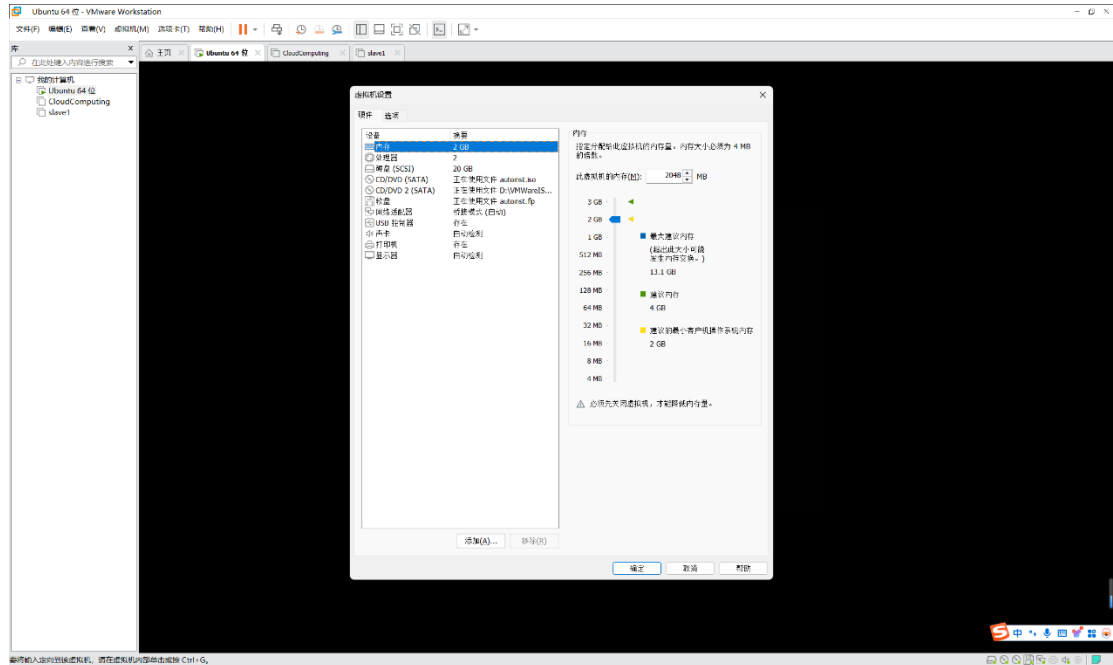 Ubuntu 64 位 - VMware Workstation
文件(F) 编辑(E) 查看(V) 虚拟机(M) 选项卡(T) 帮助(H)
库
在此处键入内容进行搜索
主页 Ubuntu 64 位 CloudComputing slave1
我的计算机
Ubuntu 64 位
CloudComputing
slave1
虚拟机设置
硬件 选项
设备 摘要
内存 2 GB
处理器 2
硬盘 (SCSI) 20 GB
CD/DVD (SATA) 正在使用文件 autoinst.iso
CD/DVD 2 (SATA) 正在使用文件 D:\VMWareIS...
软盘 正在使用文件 autoinst.flp
网络适配器 桥接模式 (自动)
USB 控制器 存在
声卡 自动检测
打印机 存在
显示器 自动检测
添加(A)... 移除(R)
内存
指定分配给此虚拟机的内存量。内存大小必须为 4 MB
的倍数。
此虚拟机的内存(M): 2048 MB
3 GB
2 GB
1 GB
512 MB
256 MB
128 MB
64 MB
32 MB
16 MB
8 MB
4 MB
最大建议内存
(超出此大小可能
发生内存交换。)
13.1 GB
建议内存
4 GB
建议的最小客户机操作系统内存
2 GB
必须先关闭虚拟机，才能降低内存量。
确定 取消 帮助
中
要将输入定向到该虚拟机，请在虚拟机内部单击或按 Ctrl+G。